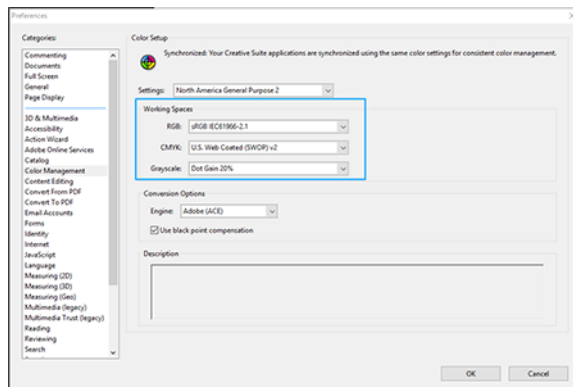 Preferences
Categories:
Commenting
Documents
Full Screen
General
Page Display
3D & Multimedia
Accessibility
Action Wizard
Adobe Online Services
Catalog
Color Management
Content Editing
Convert From PDF
Convert To PDF
Email Accounts
Forms
Identity
Internet
JavaScript
Language
Measuring (2D)
Measuring (3D)
Measuring (Geo)
Multimedia (legacy)
Multimedia Trust (legacy)
Reading
Reviewing
Search
Color Setup
Synchronized: Your Creative Suite applications are synchronized using the same color settings for consistent color management.
Settings: North America General Purpose 2
Working Spaces
RGB: sRGB IEC61966-2.1
CMYK: U.S. Web Coated (SWOP) v2
Grayscale: Dot Gain 20%
Conversion Options
Engine: Adobe (ACE)
Use black point compensation
Description
OK Cancel